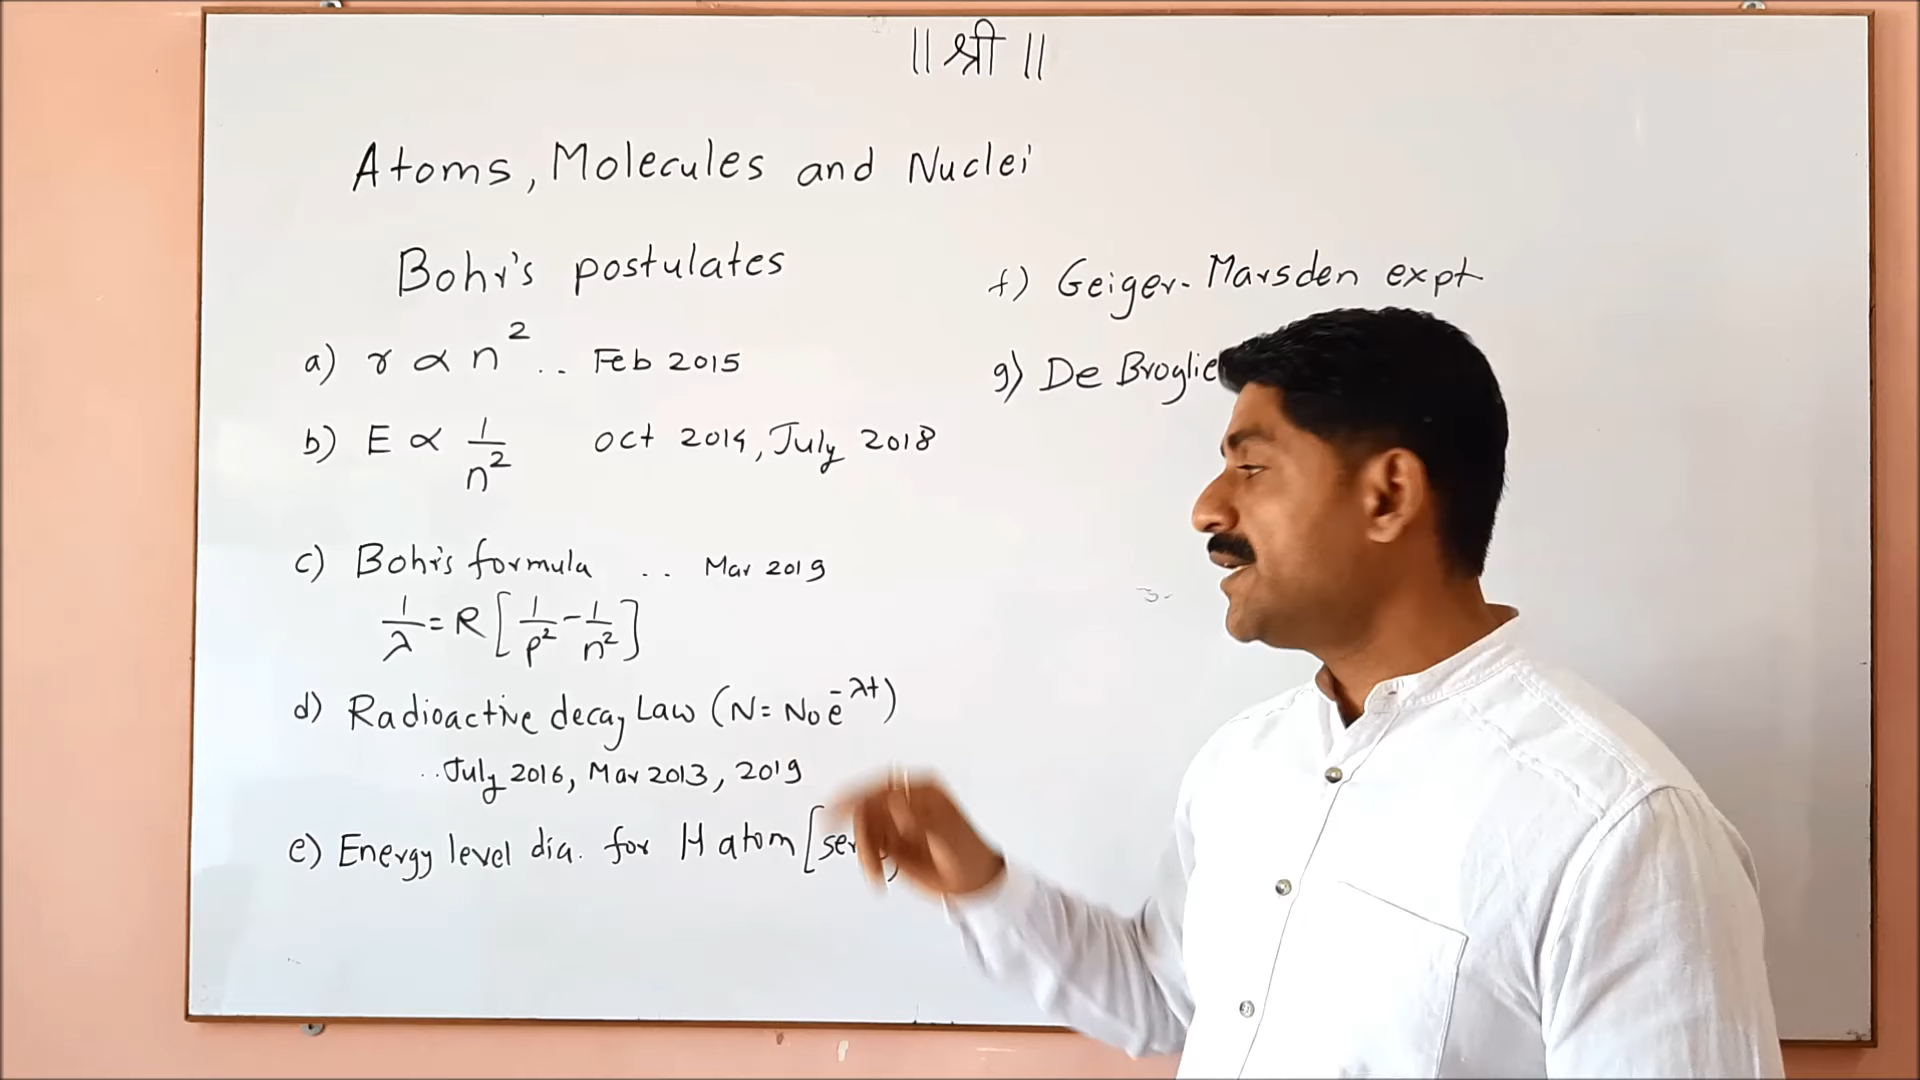 || श्री ||
Atoms, Molecules and Nuclei
Bohr's postulates
a) r ∝ n² .. Feb 2015
b) E ∝ 1/n² Oct 2014, July 2018
c) Bohr's formula .. Mar 2019
1/λ = R [1/p² - 1/n²]
d) Radioactive decay Law (N = N₀ e^-λt)
.. July 2016, Mar 2013, 2019
e) Energy level dia. for H atom [
f) Geiger-Marsden expt
g) De Broglie